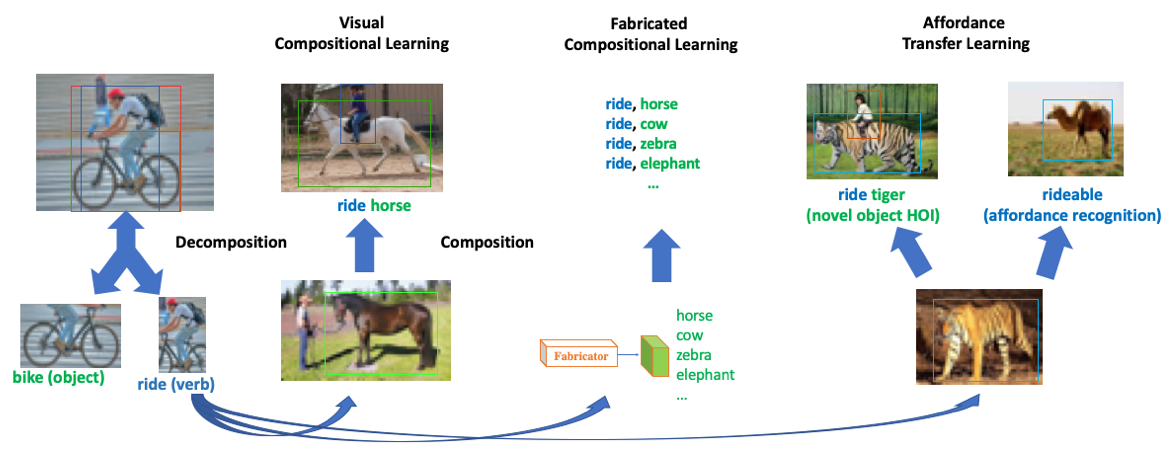 Visual
Compositional Learning
Fabricated
Compositional Learning
Affordance
Transfer Learning
ride horse
ride, horse
ride, cow
ride, zebra
ride, elephant
...
ride tiger
(novel object HOI)
rideable
(affordance recognition)
Decomposition
Composition
bike (object)
ride (verb)
Fabricator
horse
cow
zebra
elephant
...